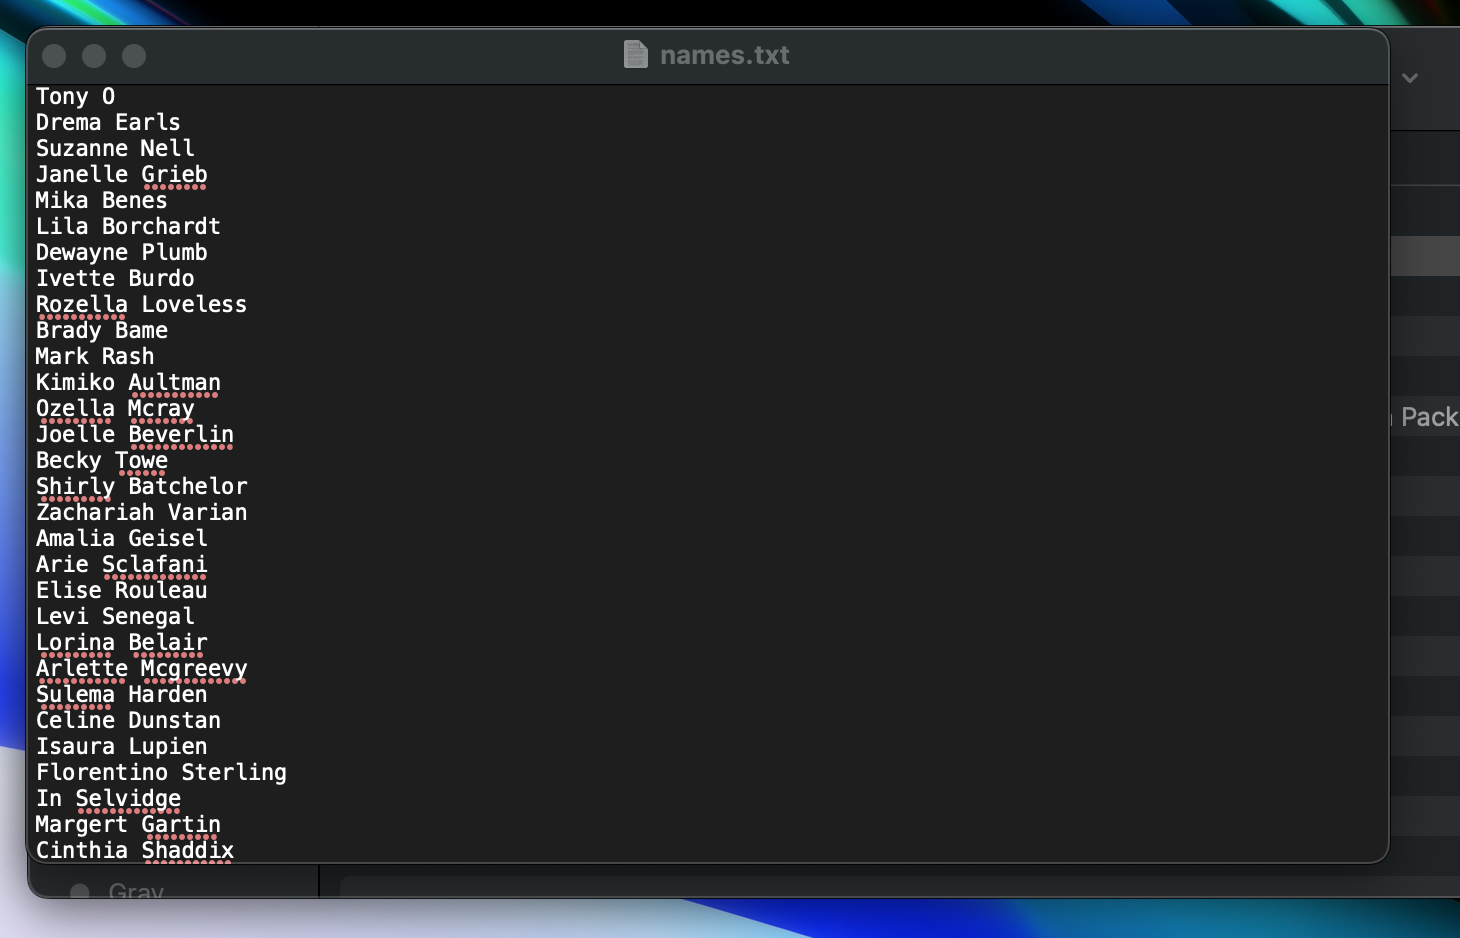 names.txt
Tony O
Drema Earls
Suzanne Nell
Janelle Grieb
Mika Benes
Lila Borchardt
Dewayne Plumb
Ivette Burdo
Rozella Loveless
Brady Bame
Mark Rash
Kimiko Aultman
Ozella Mcray
Joelle Beverlin
Becky Towe
Shirly Batchelor
Zachariah Varian
Amalia Geisel
Arie Sclafani
Elise Rouleau
Levi Senegal
Lorina Belair
Arlette Mcgreevy
Sulema Harden
Celine Dunstan
Isaura Lupien
Florentino Sterling
In Selvidge
Margert Gartin
Cinthia Shaddix
Pack
Gray